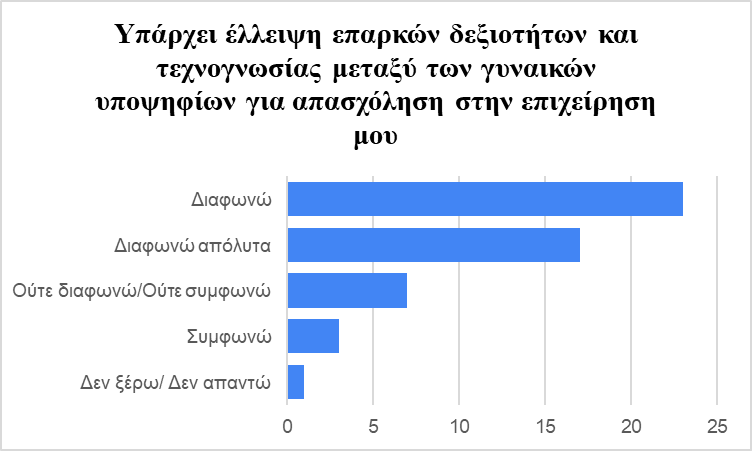 Υπάρχει έλλειψη επαρκών δεξιοτήτων και
τεχνογνωσίας μεταξύ των γυναικών
υποψηφίων για απασχόληση στην επιχείρηση
μου
Διαφωνώ
Διαφωνώ απόλυτα
Ούτε διαφωνώ/Ούτε συμφωνώ
Συμφωνώ
Δεν ξέρω/ Δεν απαντώ
0 5 10 15 20 25